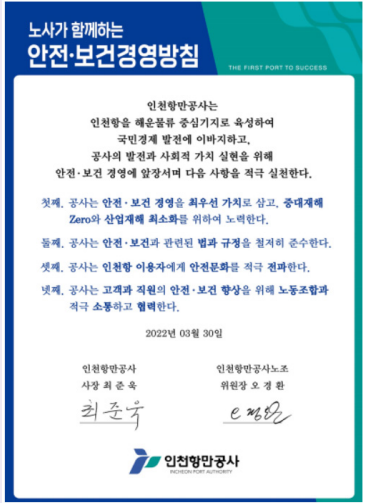 노사가 함께하는
안전·보건경영방침
THE FIRST PORT TO SUCCESS
인천항만공사는
인천항을 해운물류 중심기지로 육성하여
국민경제 발전에 이바지하고,
공사의 발전과 사회적 가치 실현을 위해
안전·보건 경영에 앞장서며 다음 사항을 적극 실천한다.
첫째. 공사는 안전·보건 경영을 최우선 가치로 삼고, 중대재해
Zero와 산업재해 최소화를 위하여 노력한다.
둘째. 공사는 안전·보건과 관련된 법과 규정을 철저히 준수한다.
셋째. 공사는 인천항 이용자에게 안전문화를 적극 전파한다.
넷째. 공사는 고객과 직원의 안전·보건 향상을 위해 노동조합과
적극 소통하고 협력한다.
2022년 03월 30일
인천항만공사 인천항만공사노조
사장 최 준 욱 위원장 오 경 환
최준욱
인천항만공사
INCHEON PORT AUTHORITY